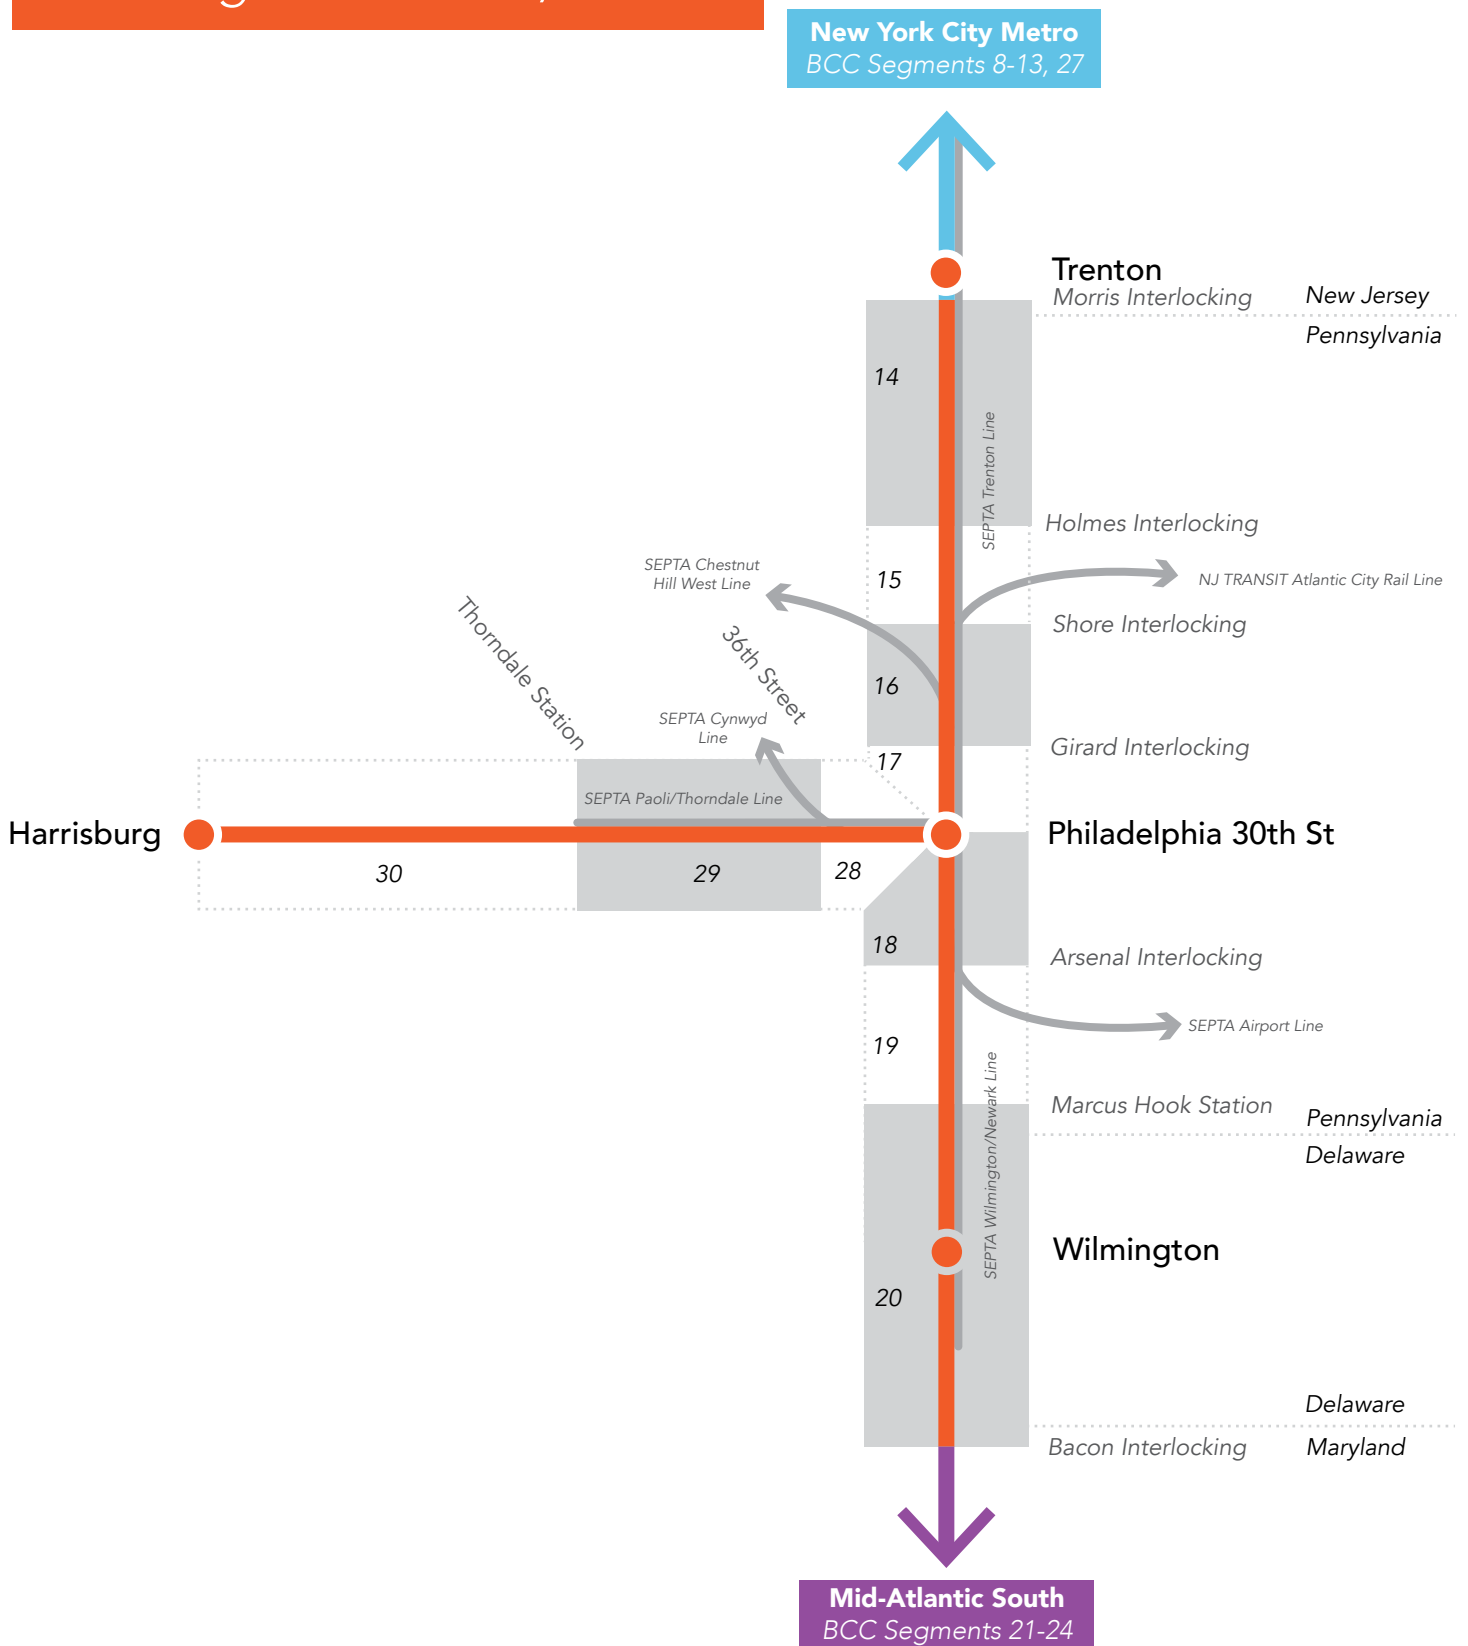 New York City Metro
BCC Segments 8-13, 27
Trenton
Morris Interlocking
New Jersey
Pennsylvania
14
SEPTA Trenton Line
Holmes Interlocking
SEPTA Chestnut
Hill West Line
15
NJ TRANSIT Atlantic City Rail Line
Thorndale Station
36th Street
Shore Interlocking
16
SEPTA Cynwyd
Line
Girard Interlocking
17
SEPTA Paoli/Thorndale Line
Harrisburg
Philadelphia 30th St
30
29
28
18
Arsenal Interlocking
19
SEPTA Airport Line
SEPTA Wilmington/Newark Line
Marcus Hook Station
Pennsylvania
Delaware
Wilmington
20
Delaware
Bacon Interlocking
Maryland
Mid-Atlantic South
BCC Segments 21-24